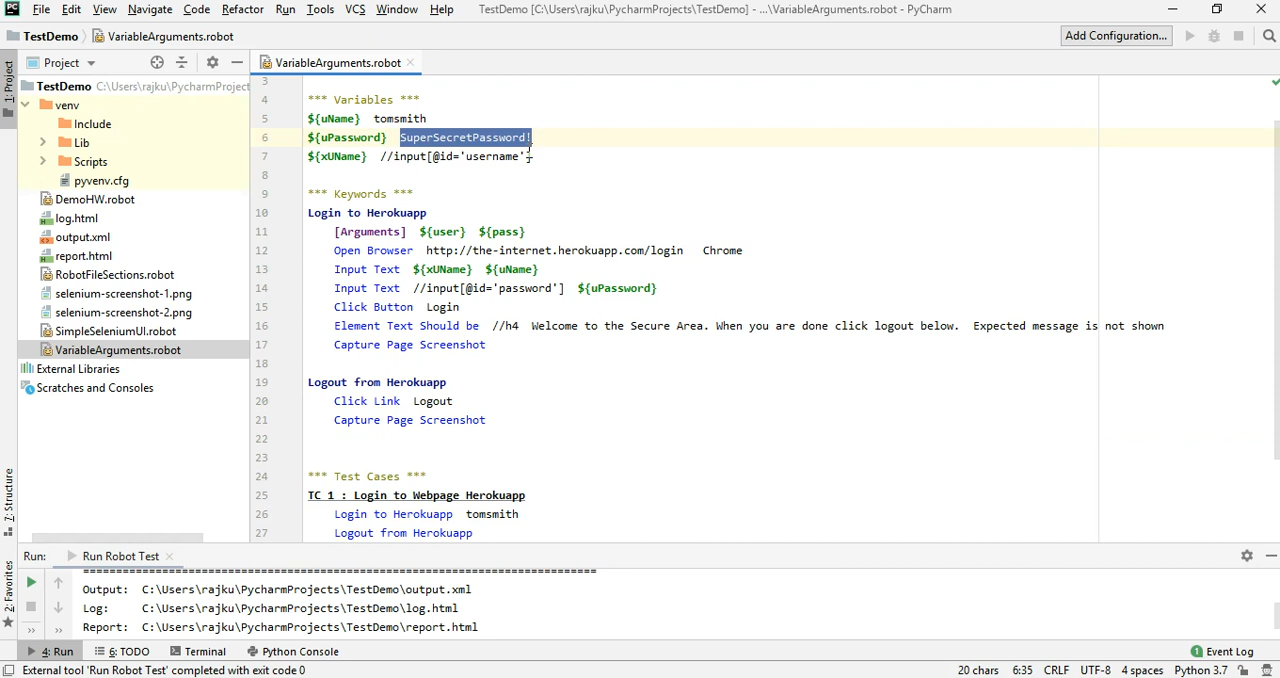 File Edit View Navigate Code Refactor Run Tools VCS Window Help TestDemo [C:\Users\rajku\PycharmProjects\TestDemo] - ...\VariableArguments.robot - PyCharm
TestDemo VariableArguments.robot Add Configuration...
1: Project
Project VariableArguments.robot
TestDemo C:\Users\rajku\PycharmProject
venv
Include
Lib
Scripts
pyvenv.cfg
DemoHW.robot
log.html
output.xml
report.html
RobotFileSections.robot
selenium-screenshot-1.png
selenium-screenshot-2.png
SimpleSeleniumUI.robot
VariableArguments.robot
External Libraries
Scratches and Consoles
3
4 *** Variables ***
5 ${uName} tomsmith
6 ${uPassword} SuperSecretPassword!
7 ${xUName} //input[@id='username']
8
9 *** Keywords ***
10 Login to Herokuapp
11 [Arguments] ${user} ${pass}
12 Open Browser http://the-internet.herokuapp.com/login Chrome
13 Input Text ${xUName} ${uName}
14 Input Text //input[@id='password'] ${uPassword}
15 Click Button Login
16 Element Text Should be //h4 Welcome to the Secure Area. When you are done click logout below. Expected message is not shown
17 Capture Page Screenshot
18
19 Logout from Herokuapp
20 Click Link Logout
21 Capture Page Screenshot
22
23
24 *** Test Cases ***
25 TC 1 : Login to Webpage Herokuapp
26 Login to Herokuapp tomsmith
27 Logout from Herokuapp
7: Structure
2: Favorites
Run: Run Robot Test
==============================================================================
Output: C:\Users\rajku\PycharmProjects\TestDemo\output.xml
Log: C:\Users\rajku\PycharmProjects\TestDemo\log.html
Report: C:\Users\rajku\PycharmProjects\TestDemo\report.html
4: Run 6: TODO Terminal Python Console 1 Event Log
External tool 'Run Robot Test' completed with exit code 0 20 chars 6:35 CRLF UTF-8 4 spaces Python 3.7